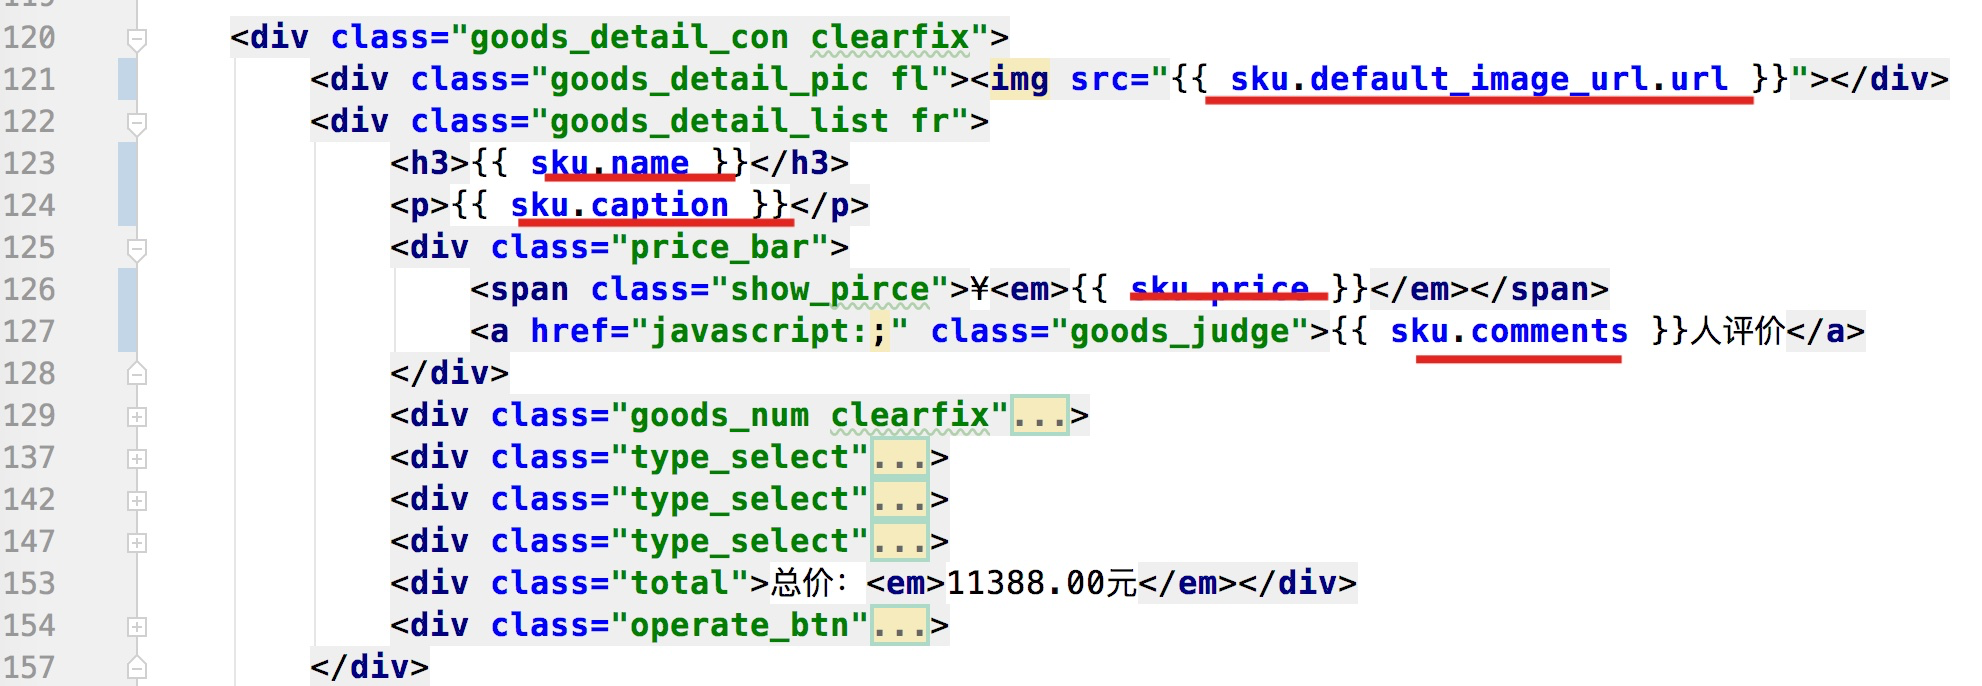 120 <div class="goods_detail_con clearfix">
121 <div class="goods_detail_pic fl"><img src="{{ sku.default_image_url.url }}"></div>
122 <div class="goods_detail_list fr">
123 <h3>{{ sku.name }}</h3>
124 <p>{{ sku.caption }}</p>
125 <div class="price_bar">
126 <span class="show_pirce">¥<em>{{ sku.price }}</em></span>
127 <a href="javascript:;" class="goods_judge">{{ sku.comments }}人评价</a>
128 </div>
129 <div class="goods_num clearfix"...>
137 <div class="type_select"...>
142 <div class="type_select"...>
147 <div class="type_select"...>
153 <div class="total">总价：<em>11388.00元</em></div>
154 <div class="operate_btn"...>
157 </div>